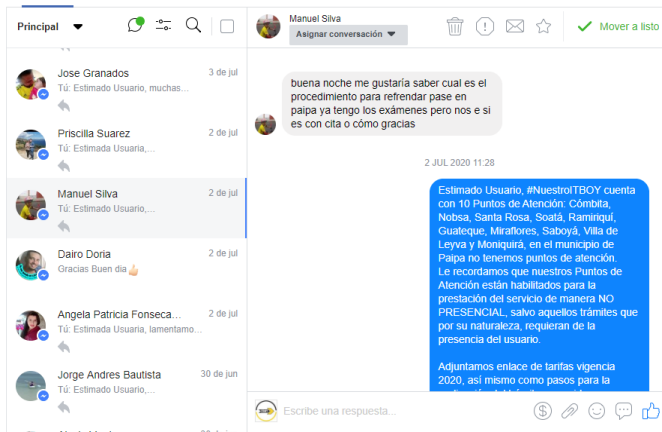 Principal
Jose Granados
3 de jul
Tú: Estimado Usuario, muchas...
Priscilla Suarez
2 de jul
Tú: Estimada Usuaria,...
Manuel Silva
2 de jul
Tú: Estimado Usuario,...
Dairo Doria
2 de jul
Gracias Buen dia
Angela Patricia Fonseca...
2 de jul
Tú: Estimada Usuaria, lamentamo...
Jorge Andres Bautista
30 de jun
Tú: Estimado Usuario,...
Manuel Silva
Asignar conversación
Mover a listo
buena noche me gustaría saber cual es el
procedimiento para refrendar pase en
paipa ya tengo los exámenes pero nos e si
es con cita o cómo gracias
2 JUL 2020 11:28
Estimado Usuario, #NuestroITBOY cuenta
con 10 Puntos de Atención: Cómbita,
Nobsa, Santa Rosa, Soatá, Ramiriquí,
Guateque, Miraflores, Saboyá, Villa de
Leyva y Moniquirá, en el municipio de
Paipa no tenemos puntos de atención.
Le recordamos que nuestros Puntos de
Atención están habilitados para la
prestación del servicio de manera NO
PRESENCIAL, salvo aquellos trámites que
por su naturaleza, requieran de la
presencia del usuario.
Adjuntamos enlace de tarifas vigencia
2020, así mismo como pasos para la
Escribe una respuesta...